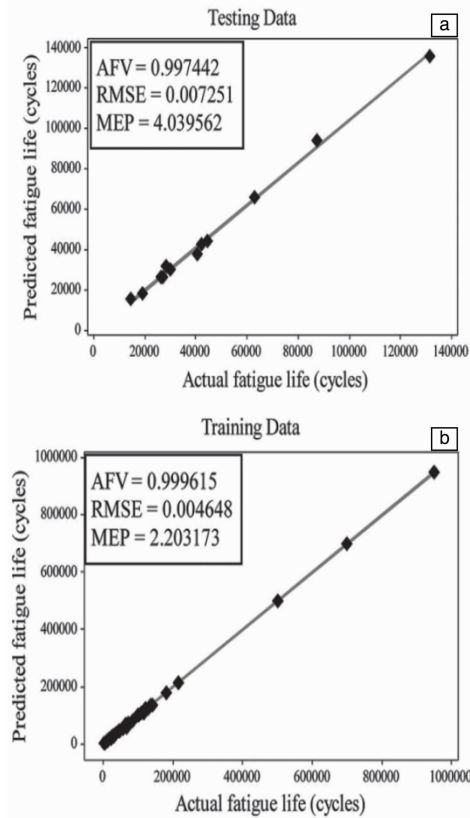 Testing Data
a
AFV = 0.997442
RMSE = 0.007251
MEP = 4.039562
Predicted fatigue life (cycles)
140000
120000
100000
80000
60000
40000
20000
0
0 20000 40000 60000 80000 100000 120000 140000
Actual fatigue life (cycles)
Training Data
b
AFV = 0.999615
RMSE = 0.004648
MEP = 2.203173
Predicted fatigue life (cycles)
1000000
800000
600000
400000
200000
0
0 200000 400000 600000 800000 1000000
Actual fatigue life (cycles)